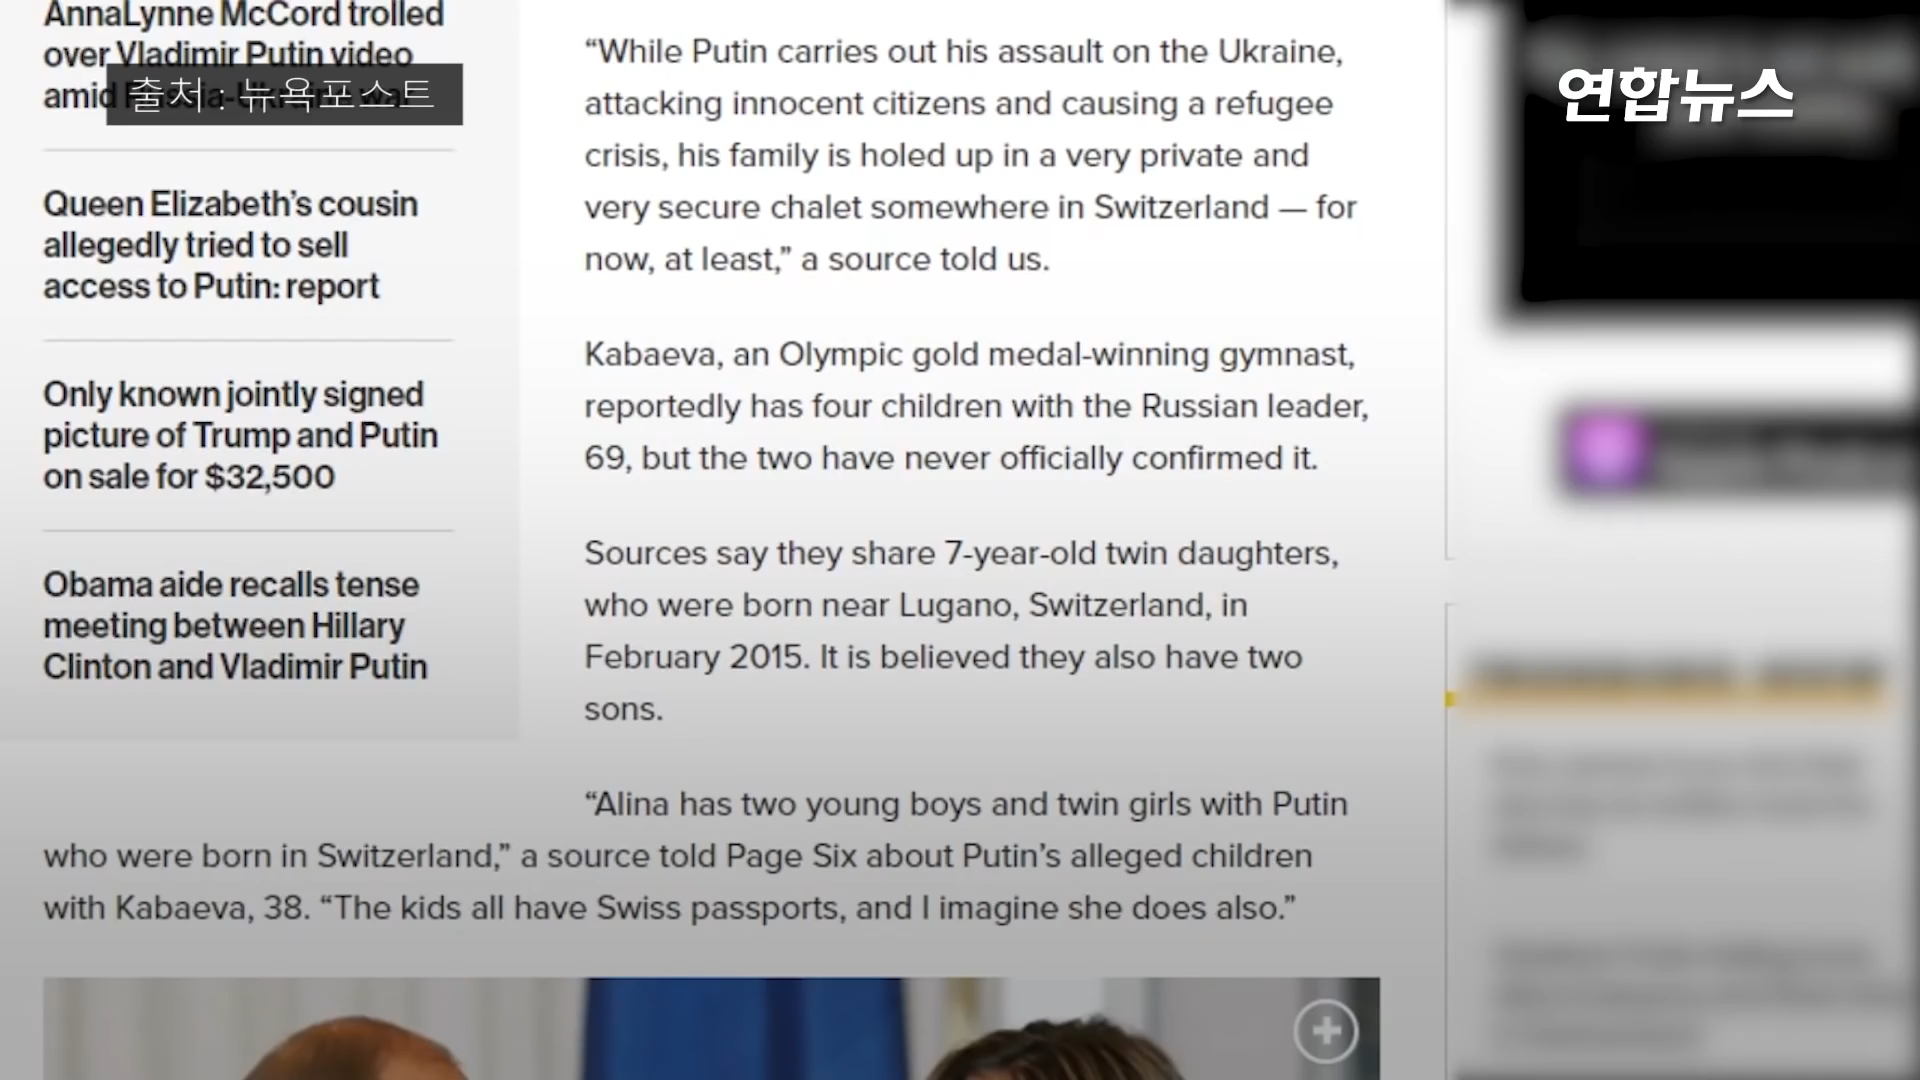 AnnaLynne McCord trolled
over Vladimir Putin video
amid Russia-Ukraine war
출처 : 뉴욕포스트
Queen Elizabeth’s cousin
allegedly tried to sell
access to Putin: report
Only known jointly signed
picture of Trump and Putin
on sale for $32,500
Obama aide recalls tense
meeting between Hillary
Clinton and Vladimir Putin
“While Putin carries out his assault on the Ukraine,
attacking innocent citizens and causing a refugee
crisis, his family is holed up in a very private and
very secure chalet somewhere in Switzerland — for
now, at least,” a source told us.
Kabaeva, an Olympic gold medal-winning gymnast,
reportedly has four children with the Russian leader,
69, but the two have never officially confirmed it.
Sources say they share 7-year-old twin daughters,
who were born near Lugano, Switzerland, in
February 2015. It is believed they also have two
sons.
“Alina has two young boys and twin girls with Putin
who were born in Switzerland,” a source told Page Six about Putin’s alleged children
with Kabaeva, 38. “The kids all have Swiss passports, and I imagine she does also.”
연합뉴스